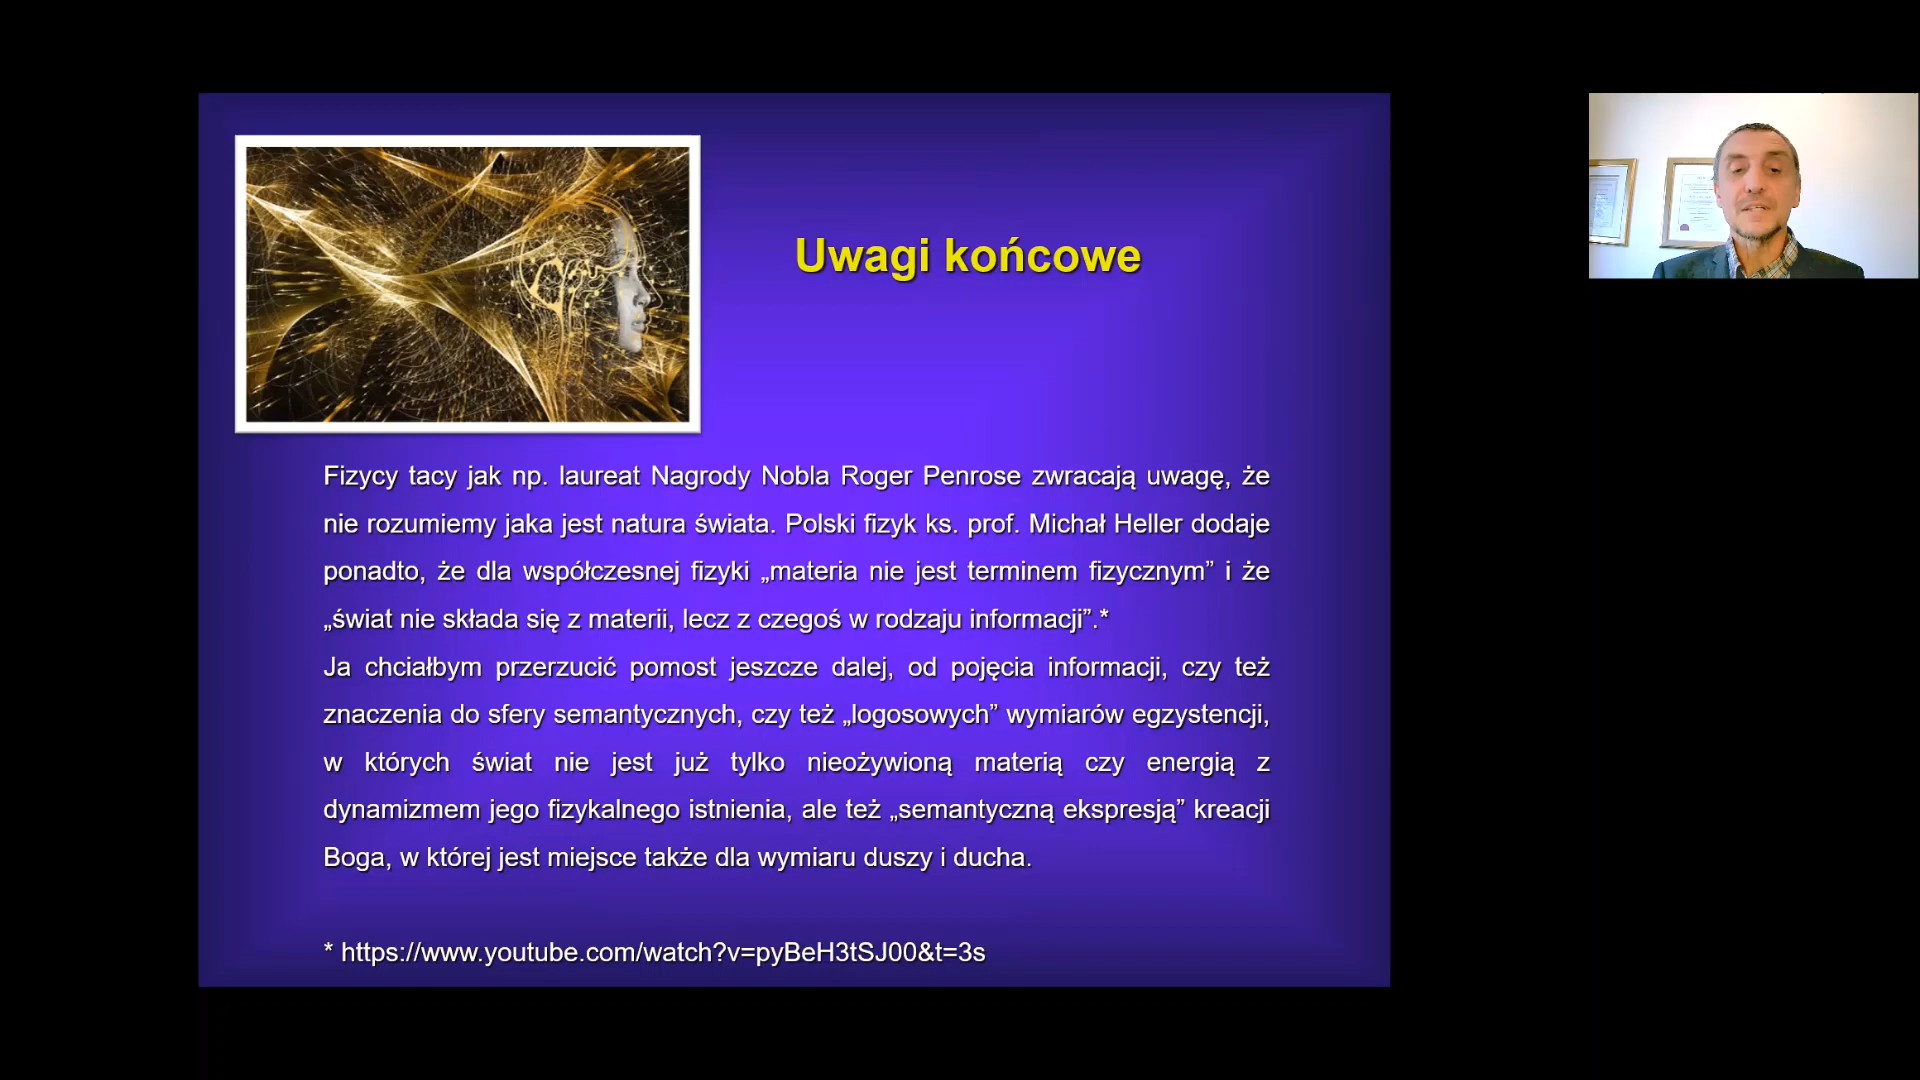 Uwagi końcowe
Fizycy tacy jak np. laureat Nagrody Nobla Roger Penrose zwracają uwagę, że
nie rozumiemy jaka jest natura świata. Polski fizyk ks. prof. Michał Heller dodaje
ponadto, że dla współczesnej fizyki „materia nie jest terminem fizycznym” i że
„świat nie składa się z materii, lecz z czegoś w rodzaju informacji”.*
Ja chciałbym przerzucić pomost jeszcze dalej, od pojęcia informacji, czy też
znaczenia do sfery semantycznych, czy też „logosowych” wymiarów egzystencji,
w których świat nie jest już tylko nieożywioną materią czy energią z
dynamizmem jego fizykalnego istnienia, ale też „semantyczną ekspresją” kreacji
Boga, w której jest miejsce także dla wymiaru duszy i ducha.
* https://www.youtube.com/watch?v=pyBeH3tSJ00&t=3s